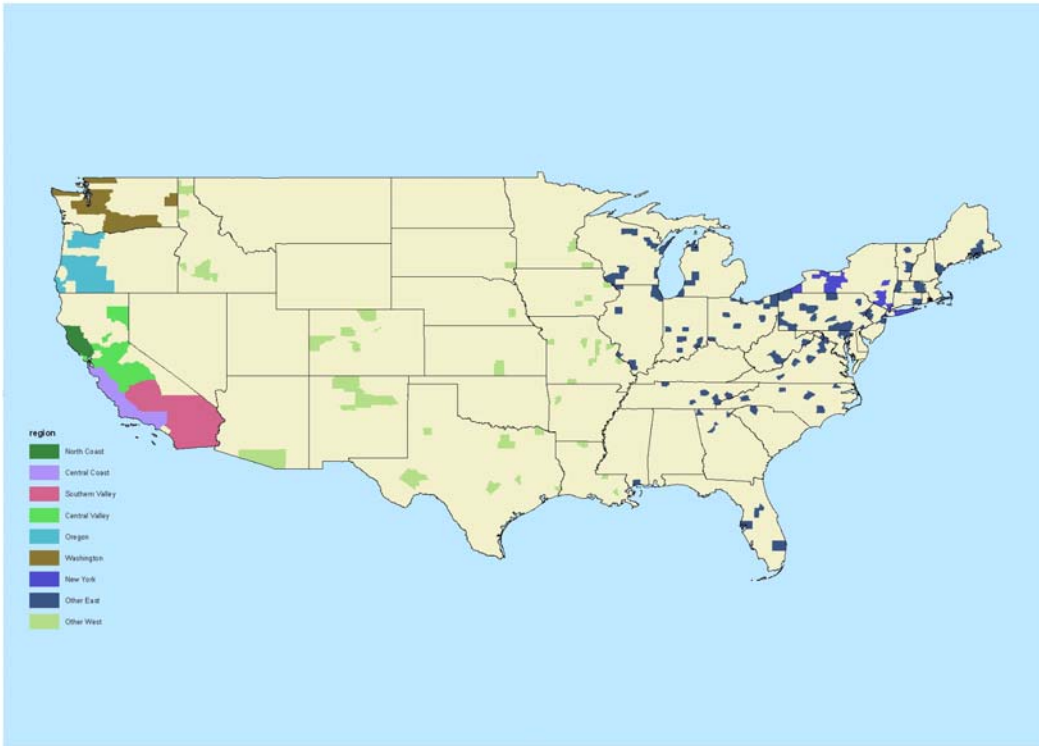 region
North Coast
Central Coast
Southern Valley
Central Valley
Oregon
Washington
New York
Other East
Other West